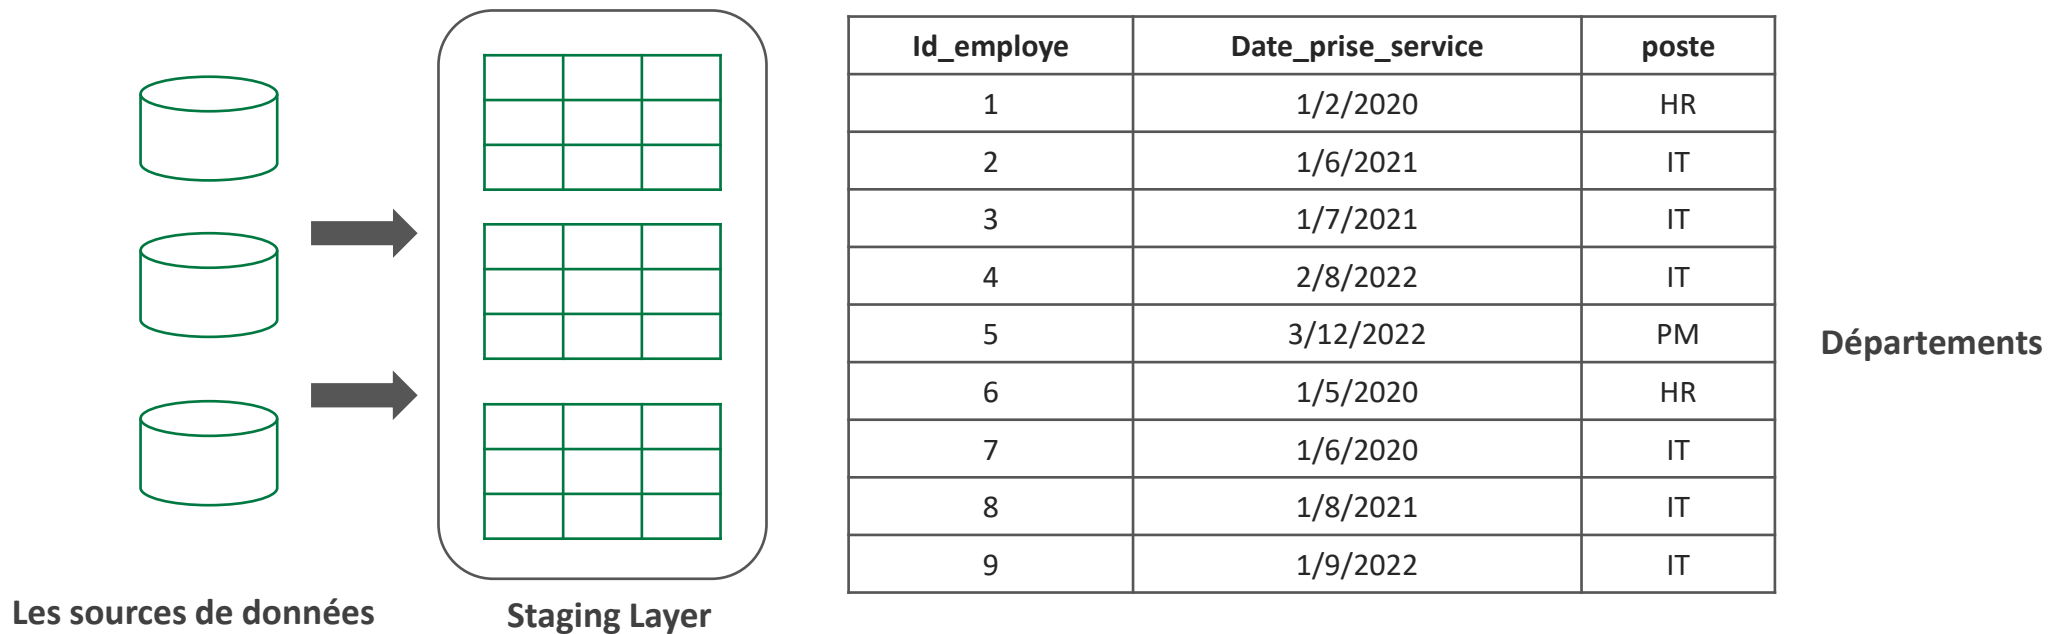 Id_employe Date_prise_service poste
1 1/2/2020 HR
2 1/6/2021 IT
3 1/7/2021 IT
4 2/8/2022 IT
5 3/12/2022 PM
6 1/5/2020 HR
7 1/6/2020 IT
8 1/8/2021 IT
9 1/9/2022 IT
Départements
Les sources de données
Staging Layer